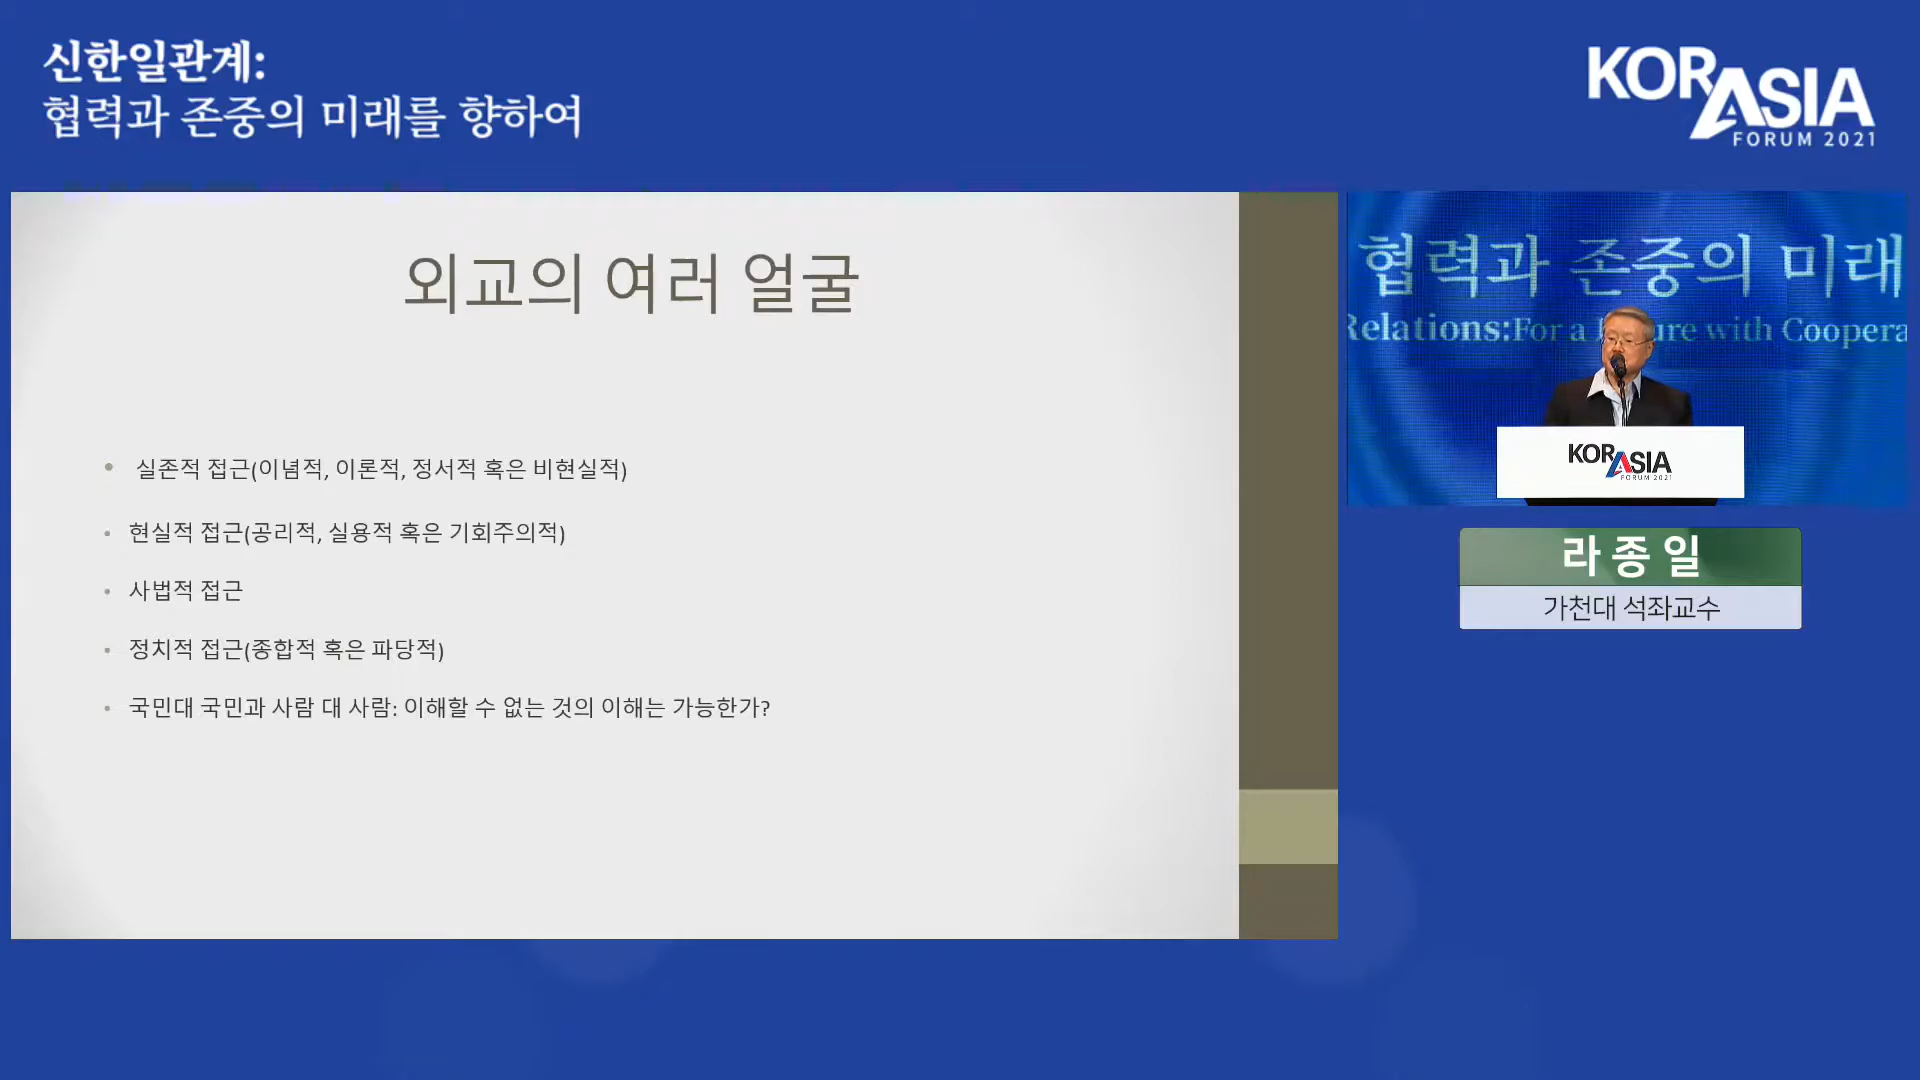 신한일관계:
협력과 존중의 미래를 향하여
KORASIA
FORUM 2021
외교의 여러 얼굴
• 실존적 접근(이념적, 이론적, 정서적 혹은 비현실적)
• 현실적 접근(공리적, 실용적 혹은 기회주의적)
• 사법적 접근
• 정치적 접근(종합적 혹은 파당적)
• 국민대 국민과 사람 대 사람: 이해할 수 없는 것의 이해는 가능한가?
협력과 존중의 미래
Relations:For a with Coopera
KORASIA
FORUM 2021
라종일
가천대 석좌교수